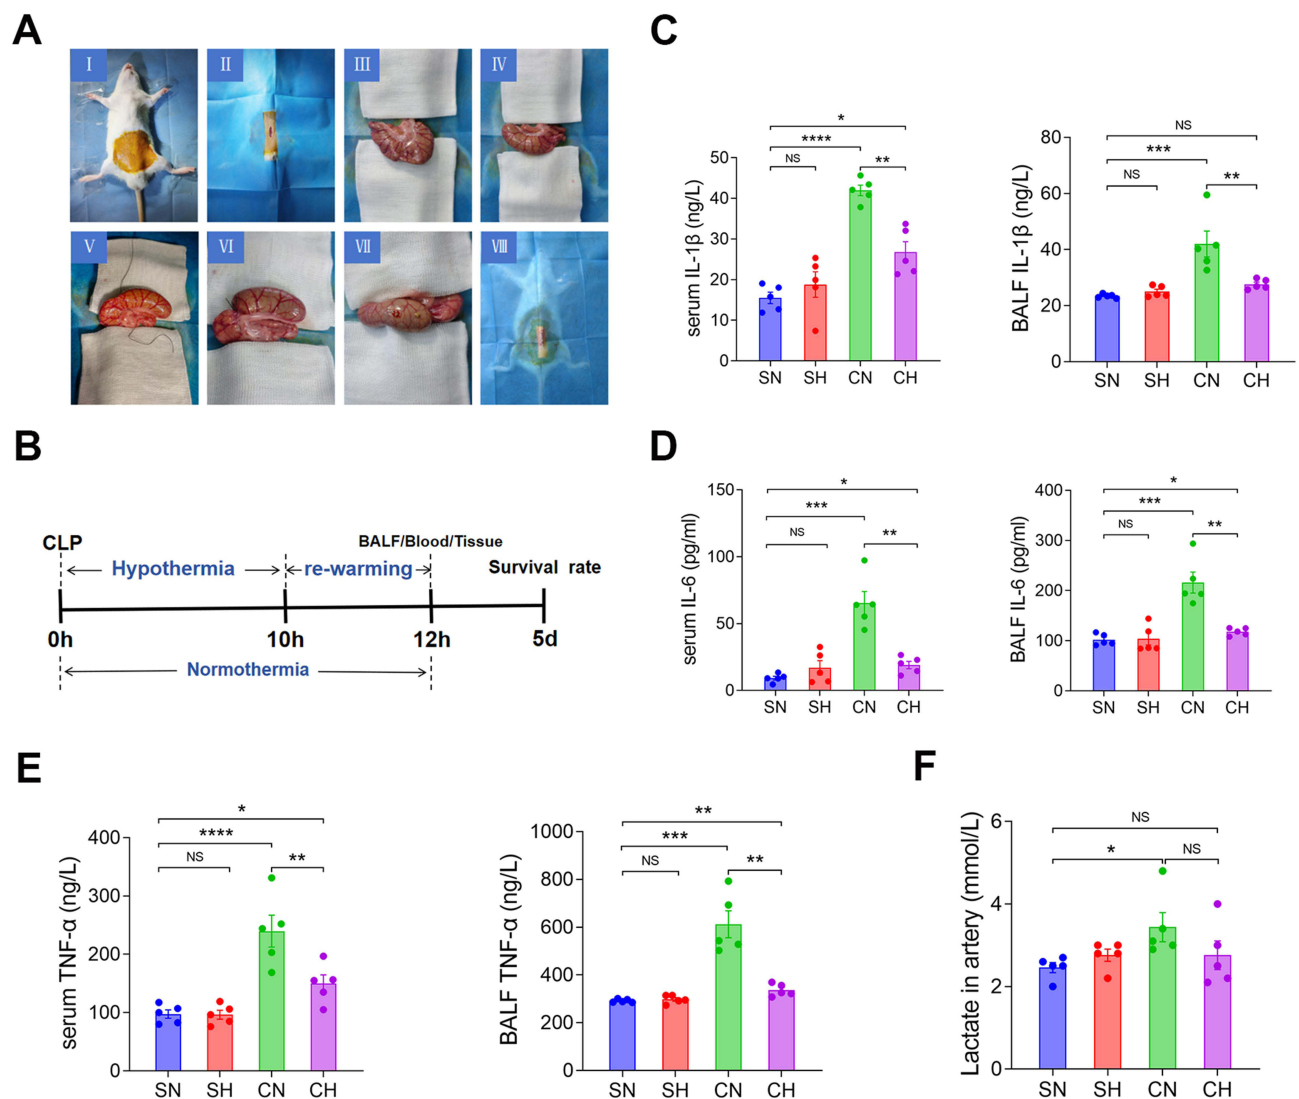 A
I
II
III
IV
V
VI
VII
VIII
B
CLP
BALF/Blood/Tissue
Hypothermia
re-warming
Survival rate
0h
10h
12h
5d
Normothermia
C
serum IL-1β (ng/L)
50
40
30
20
10
0
NS
****
*
**
SN
SH
CN
CH
BALF IL-1β (ng/L)
80
60
40
20
0
NS
***
NS
**
SN
SH
CN
CH
D
serum IL-6 (pg/ml)
150
100
50
0
*
***
NS
**
SN
SH
CN
CH
BALF IL-6 (pg/ml)
400
300
200
100
0
*
***
NS
**
SN
SH
CN
CH
E
serum TNF-α (ng/L)
400
300
200
100
0
*
****
NS
**
SN
SH
CN
CH
BALF TNF-α (ng/L)
1000
800
600
400
200
0
**
***
NS
**
SN
SH
CN
CH
F
Lactate in artery (mmol/L)
6
4
2
0
NS
*
NS
SN
SH
CN
CH